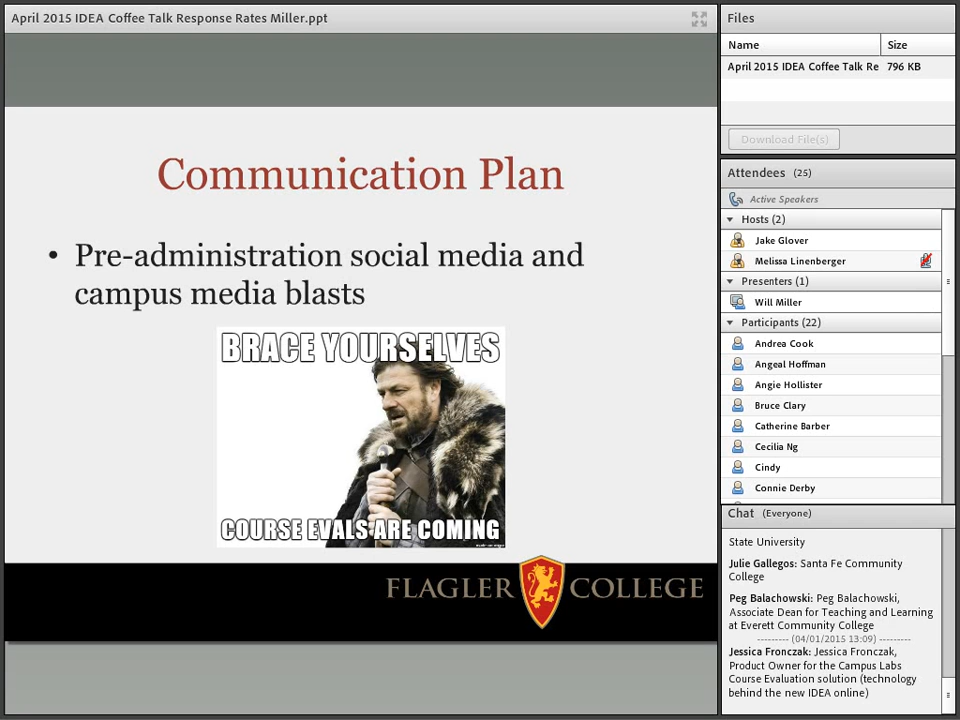 April 2015 IDEA Coffee Talk Response Rates Miller.ppt
Communication Plan
• Pre-administration social media and
campus media blasts
BRACE YOURSELVES
COURSE EVALS ARE COMING
FLAGLER COLLEGE
Files
Name Size
April 2015 IDEA Coffee Talk Re 796 KB
Download File(s)
Attendees (25)
Active Speakers
Hosts (2)
Jake Glover
Melissa Linenberger
Presenters (1)
Will Miller
Participants (22)
Andrea Cook
Angeal Hoffman
Angie Hollister
Bruce Clary
Catherine Barber
Cecilia Ng
Cindy
Connie Derby
Chat (Everyone)
State University
Julie Gallegos: Santa Fe Community
College
Peg Balachowski: Peg Balachowski,
Associate Dean for Teaching and Learning
at Everett Community College
--------- (04/01/2015 13:09) ---------
Jessica Fronczak: Jessica Fronczak,
Product Owner for the Campus Labs
Course Evaluation solution (technology
behind the new IDEA online)